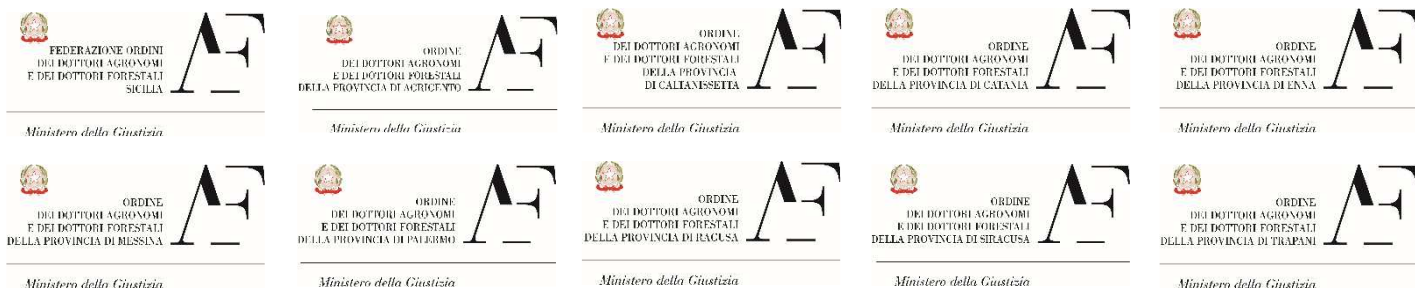 FEDERAZIONE ORDINI
DEI DOTTORI AGRONOMI
E DEI DOTTORI FORESTALI
SICILIA
Ministero della Giustizia
ORDINE
DEI DOTTORI AGRONOMI
E DEI DOTTORI FORESTALI
DELLA PROVINCIA DI AGRIGENTO
Ministero della Giustizia
ORDINE
DEI DOTTORI AGRONOMI
E DEI DOTTORI FORESTALI
DELLA PROVINCIA
DI CALTANISSETTA
Ministero della Giustizia
ORDINE
DEI DOTTORI AGRONOMI
E DEI DOTTORI FORESTALI
DELLA PROVINCIA DI CATANIA
Ministero della Giustizia
ORDINE
DEI DOTTORI AGRONOMI
E DEI DOTTORI FORESTALI
DELLA PROVINCIA DI ENNA
Ministero della Giustizia
ORDINE
DEI DOTTORI AGRONOMI
E DEI DOTTORI FORESTALI
DELLA PROVINCIA DI MESSINA
Ministero della Giustizia
ORDINE
DEI DOTTORI AGRONOMI
E DEI DOTTORI FORESTALI
DELLA PROVINCIA DI PALERMO
Ministero della Giustizia
ORDINE
DEI DOTTORI AGRONOMI
E DEI DOTTORI FORESTALI
DELLA PROVINCIA DI RAGUSA
Ministero della Giustizia
ORDINE
DEI DOTTORI AGRONOMI
E DEI DOTTORI FORESTALI
DELLA PROVINCIA DI SIRACUSA
Ministero della Giustizia
ORDINE
DEI DOTTORI AGRONOMI
E DEI DOTTORI FORESTALI
DELLA PROVINCIA DI TRAPANI
Ministero della Giustizia